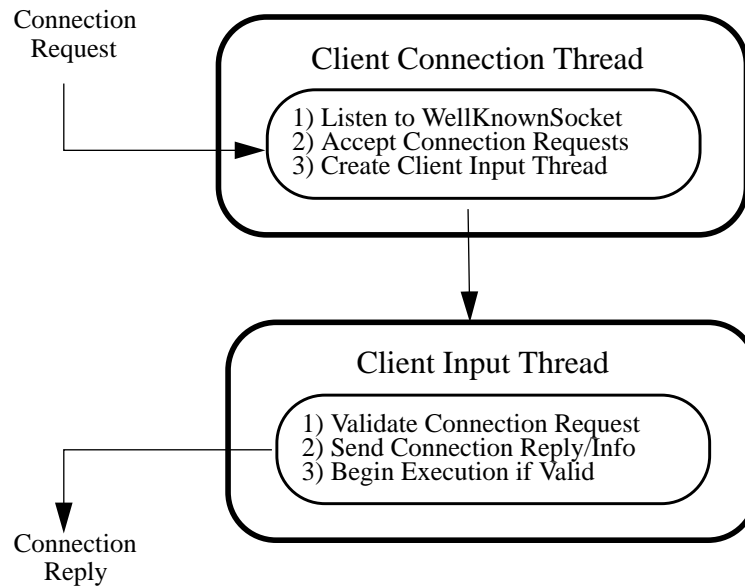 Connection
Request
Client Connection Thread
1) Listen to WellKnownSocket
2) Accept Connection Requests
3) Create Client Input Thread
Client Input Thread
1) Validate Connection Request
2) Send Connection Reply/Info
3) Begin Execution if Valid
Connection
Reply